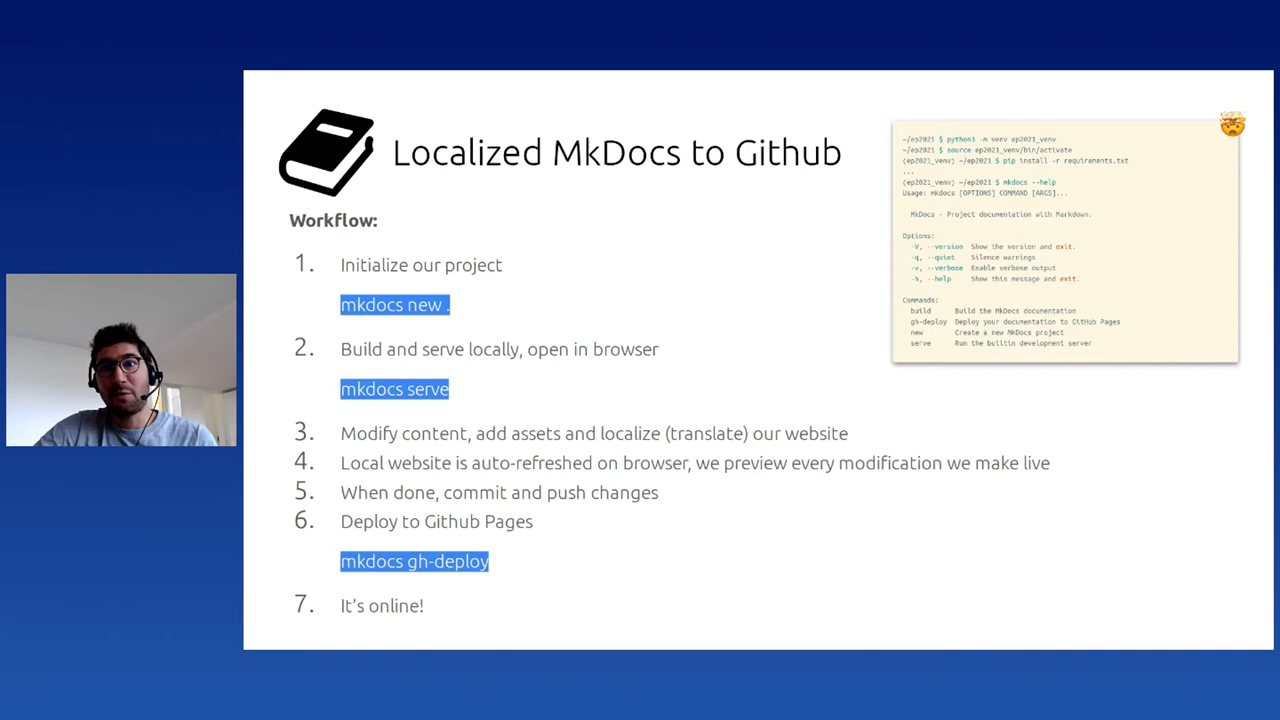 Localized MkDocs to Github
Workflow:
1. Initialize our project
mkdocs new .
2. Build and serve locally, open in browser
mkdocs serve
3. Modify content, add assets and localize (translate) our website
4. Local website is auto-refreshed on browser, we preview every modification we make live
5. When done, commit and push changes
6. Deploy to Github Pages
mkdocs gh-deploy
7. It's online!
~/ep2021 $ python3 -m venv ep2021_venv
~/ep2021 $ source ep2021_venv/bin/activate
(ep2021_venv) ~/ep2021 $ pip install -r requirements.txt
...
(ep2021_venv) ~/ep2021 $ mkdocs --help
Usage: mkdocs [OPTIONS] COMMAND [ARGS]...
MkDocs - Project documentation with Markdown.
Options:
-V, --version Show the version and exit.
-q, --quiet Silence warnings
-v, --verbose Enable verbose output
-h, --help Show this message and exit.
Commands:
build Build the MkDocs documentation
gh-deploy Deploy your documentation to GitHub Pages
new Create a new MkDocs project
serve Run the builtin development server